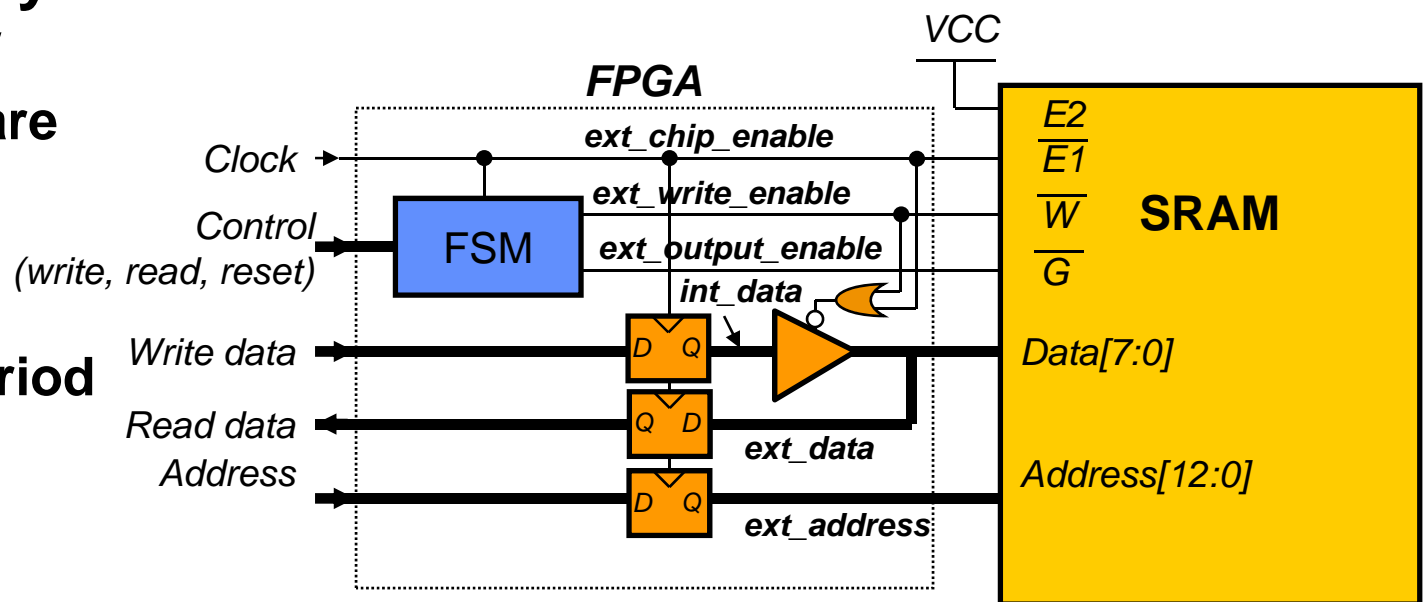 y
are
riod
VCC
FPGA
Clock
Control
(write, read, reset)
Write data
Read data
Address
ext_chip_enable
ext_write_enable
ext_output_enable
FSM
int_data
D Q
Q D
ext_data
D Q
ext_address
E2
E1
W
G
SRAM
Data[7:0]
Address[12:0]